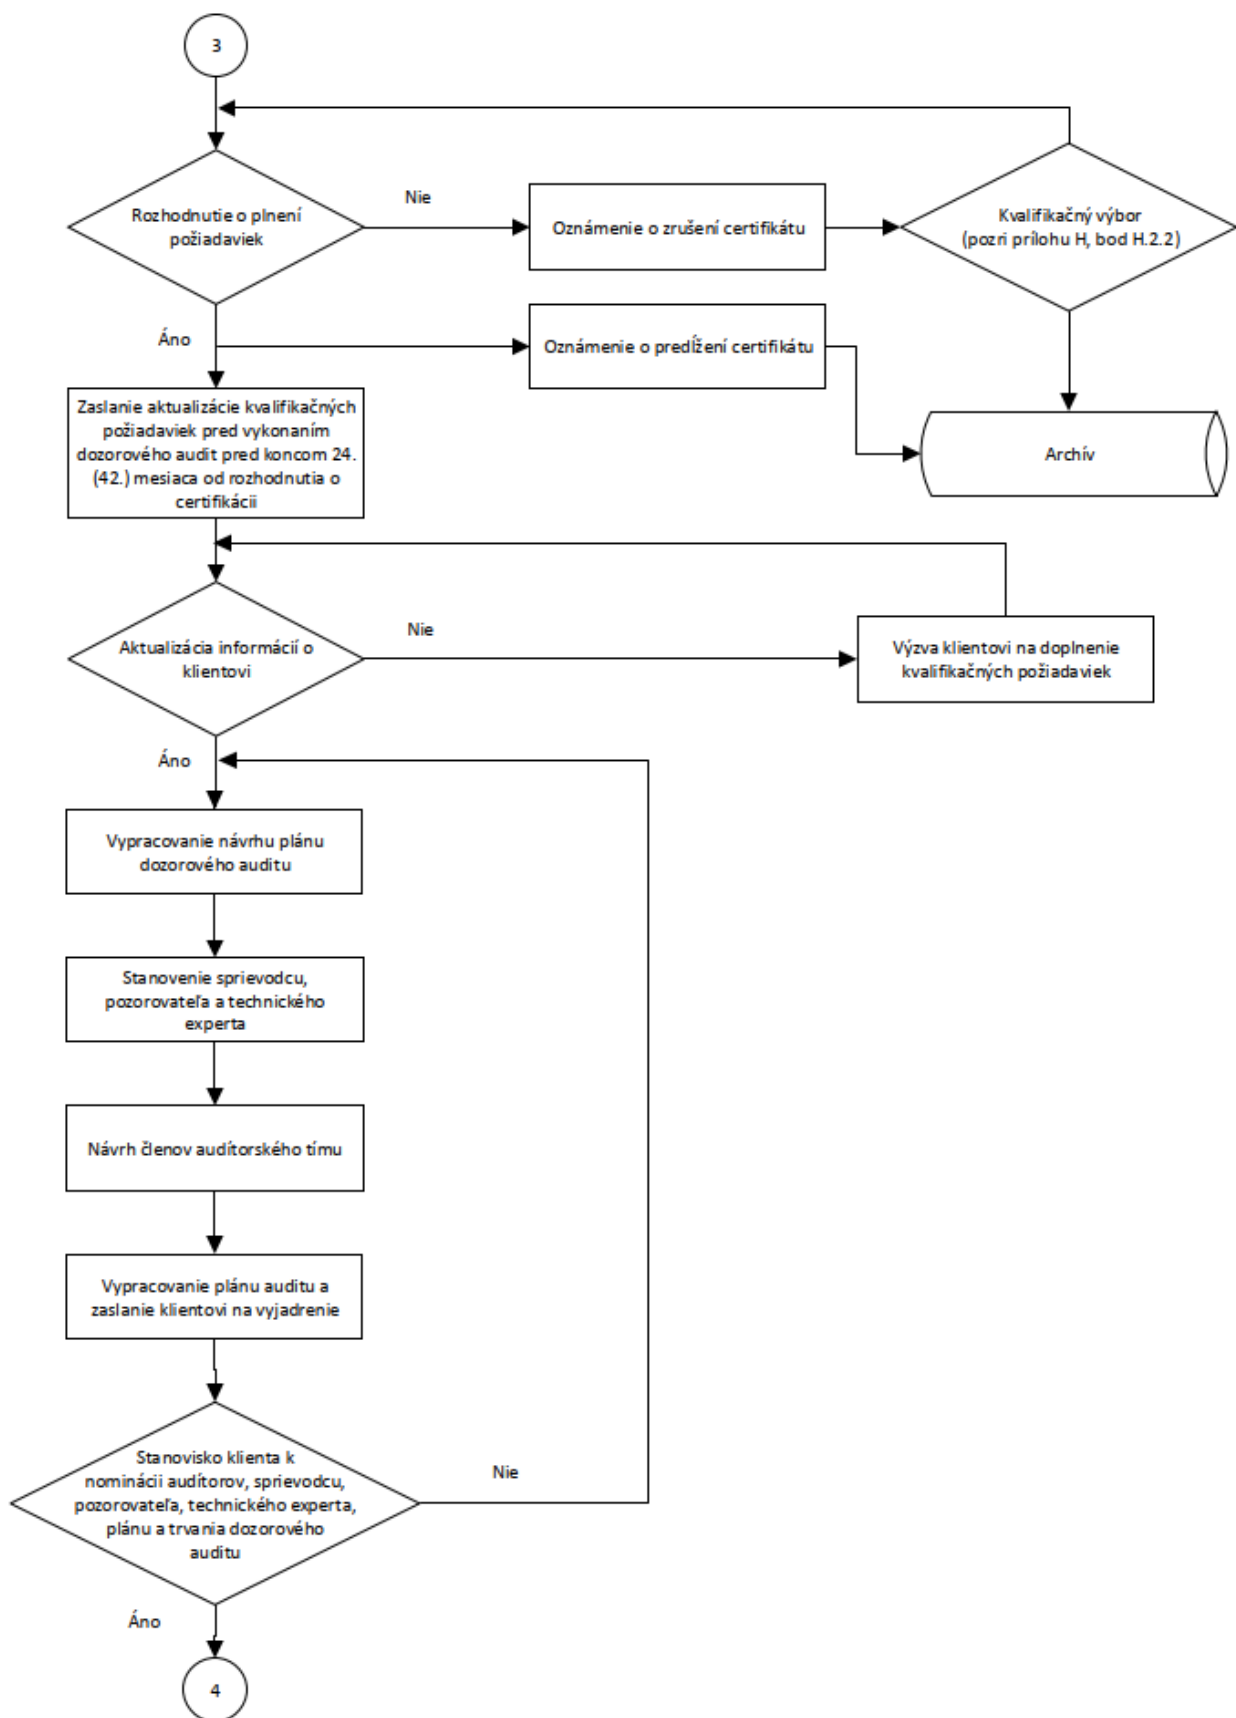 3
Rozhodnutie o plnení
požiadaviek
Nie
Oznámenie o zrušení certifikátu
Kvalifikačný výbor
(pozri prílohu H, bod H.2.2)
Áno
Oznámenie o predĺžení certifikátu
Zaslanie aktualizácie kvalifikačných
požiadaviek pred vykonaním
dozorového audit pred koncom 24.
(42.) mesiaca od rozhodnutia o
certifikácii
Archív
Aktualizácia informácií o
klientovi
Nie
Výzva klientovi na doplnenie
kvalifikačných požiadaviek
Áno
Vypracovanie návrhu plánu
dozorového auditu
Stanovenie sprievodcu,
pozorovateľa a technického
experta
Návrh členov audítorského tímu
Vypracovanie plánu auditu a
zaslanie klientovi na vyjadrenie
Stanovisko klienta k
nominácii audítorov, sprievodcu,
pozorovateľa, technického experta,
plánu a trvania dozorového
auditu
Nie
Áno
4